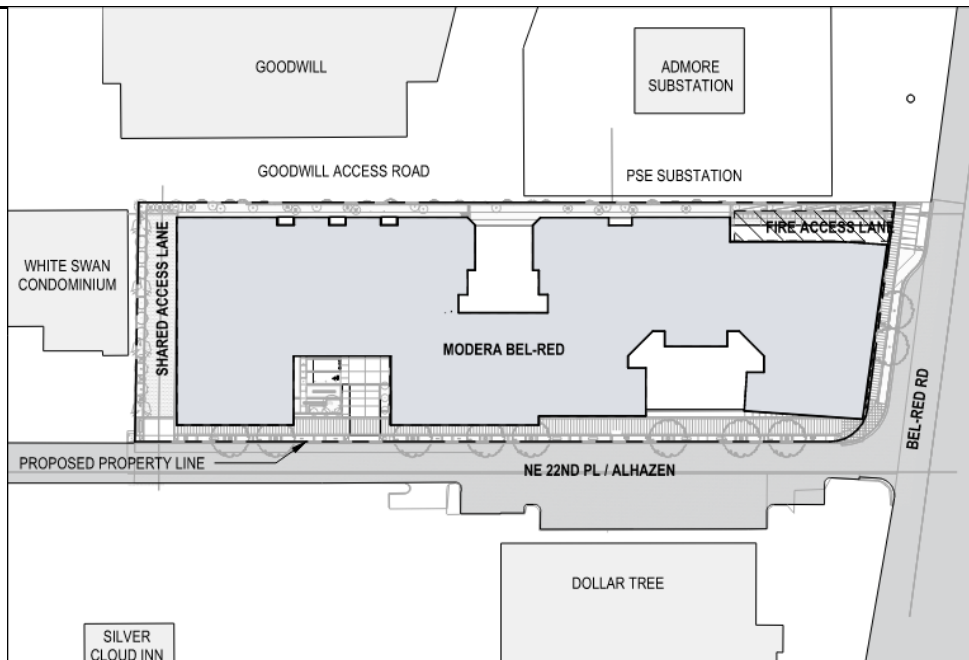 GOODWILL
ADMORE
SUBSTATION
GOODWILL ACCESS ROAD
PSE SUBSTATION
FIRE ACCESS LANE
WHITE SWAN
CONDOMINIUM
SHARED ACCESS LANE
MODERA BEL-RED
BEL-RED RD
PROPOSED PROPERTY LINE
NE 22ND PL / ALHAZEN
DOLLAR TREE
SILVER
CLOUD INN